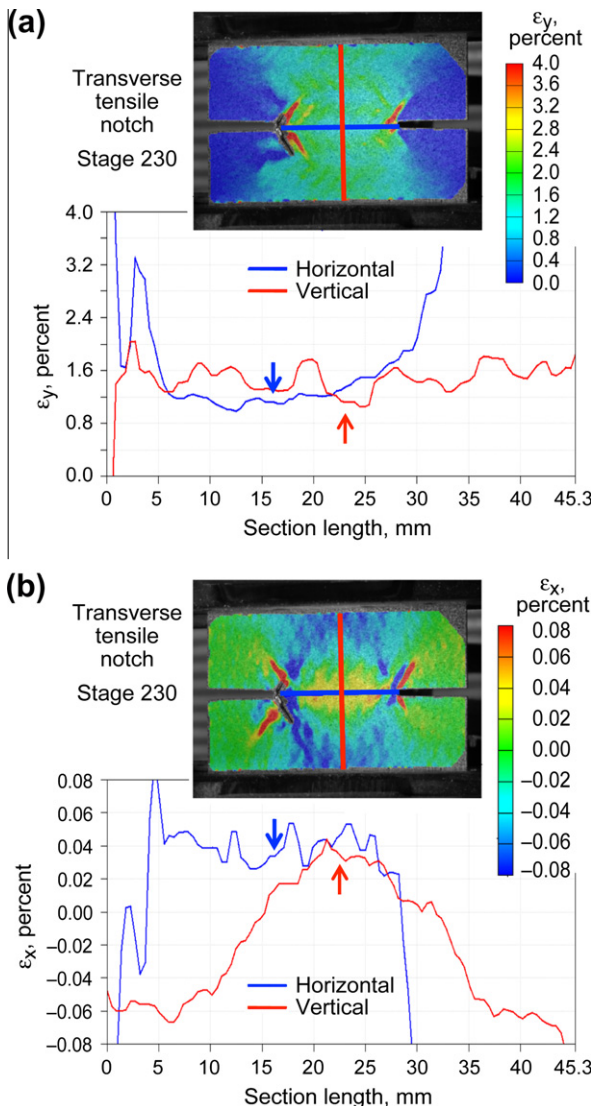 (a)
εy,
percent
Transverse
tensile
notch
Stage 230
4.0
3.6
3.2
2.8
2.4
2.0
1.6
1.2
0.8
0.4
0.0
4.0
3.2
2.4
1.6
0.8
0.0
εy, percent
Horizontal
Vertical
0 5 10 15 20 25 30 35 40 45.3
Section length, mm
(b)
εx,
percent
Transverse
tensile
notch
Stage 230
0.08
0.06
0.04
0.02
0.00
−0.02
−0.04
−0.06
−0.08
0.08
0.06
0.04
0.02
0.00
−0.02
−0.04
−0.06
−0.08
εx, percent
Horizontal
Vertical
0 5 10 15 20 25 30 35 40 45.3
Section length, mm